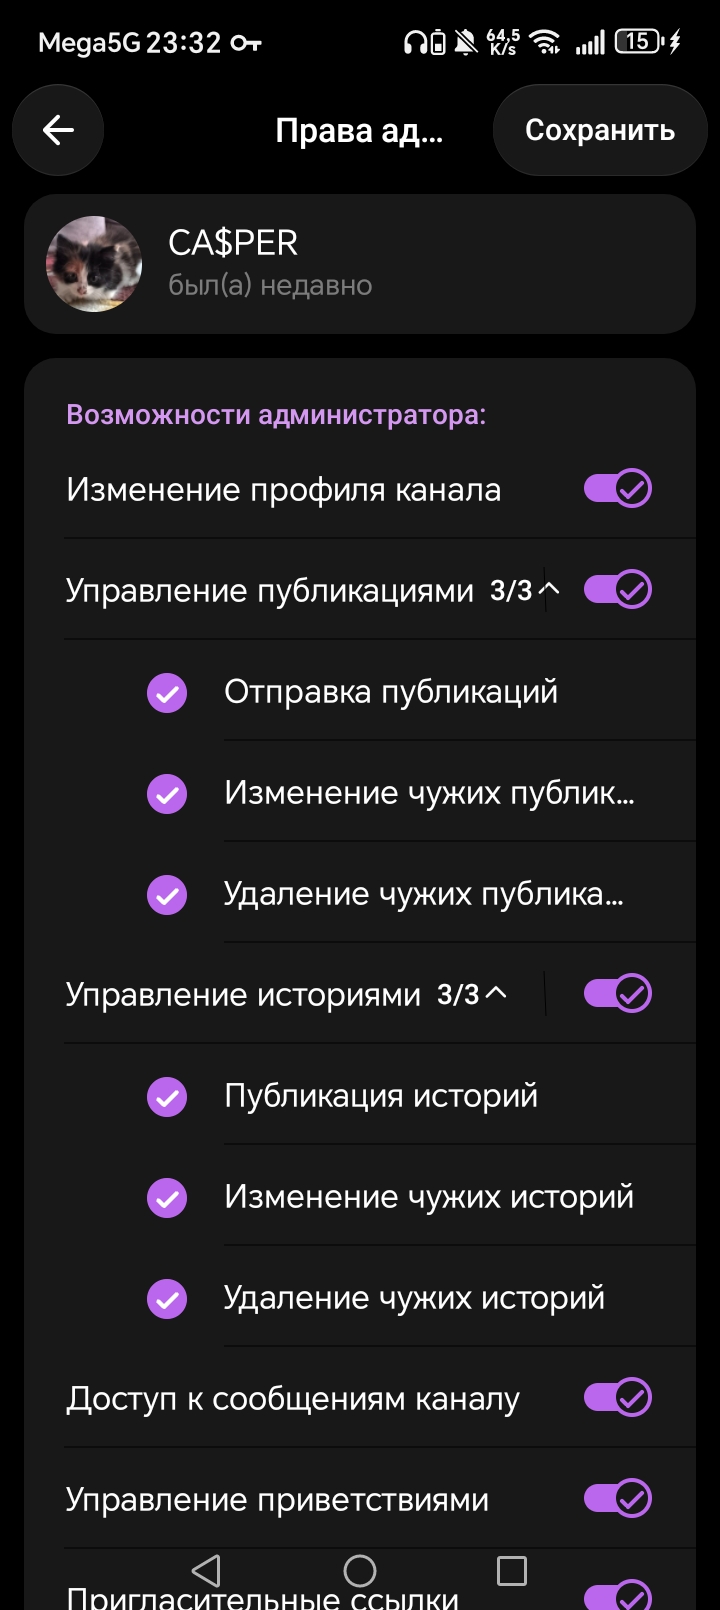 Mega5G 23:32 64,5 K/s 15
Права ад...
Сохранить
CA$PER
был(а) недавно
Возможности администратора:
Изменение профиля канала
Управление публикациями 3/3
Отправка публикаций
Изменение чужих публик...
Удаление чужих публика...
Управление историями 3/3
Публикация историй
Изменение чужих историй
Удаление чужих историй
Доступ к сообщениям каналу
Управление приветствиями
Пригласительные ссылки